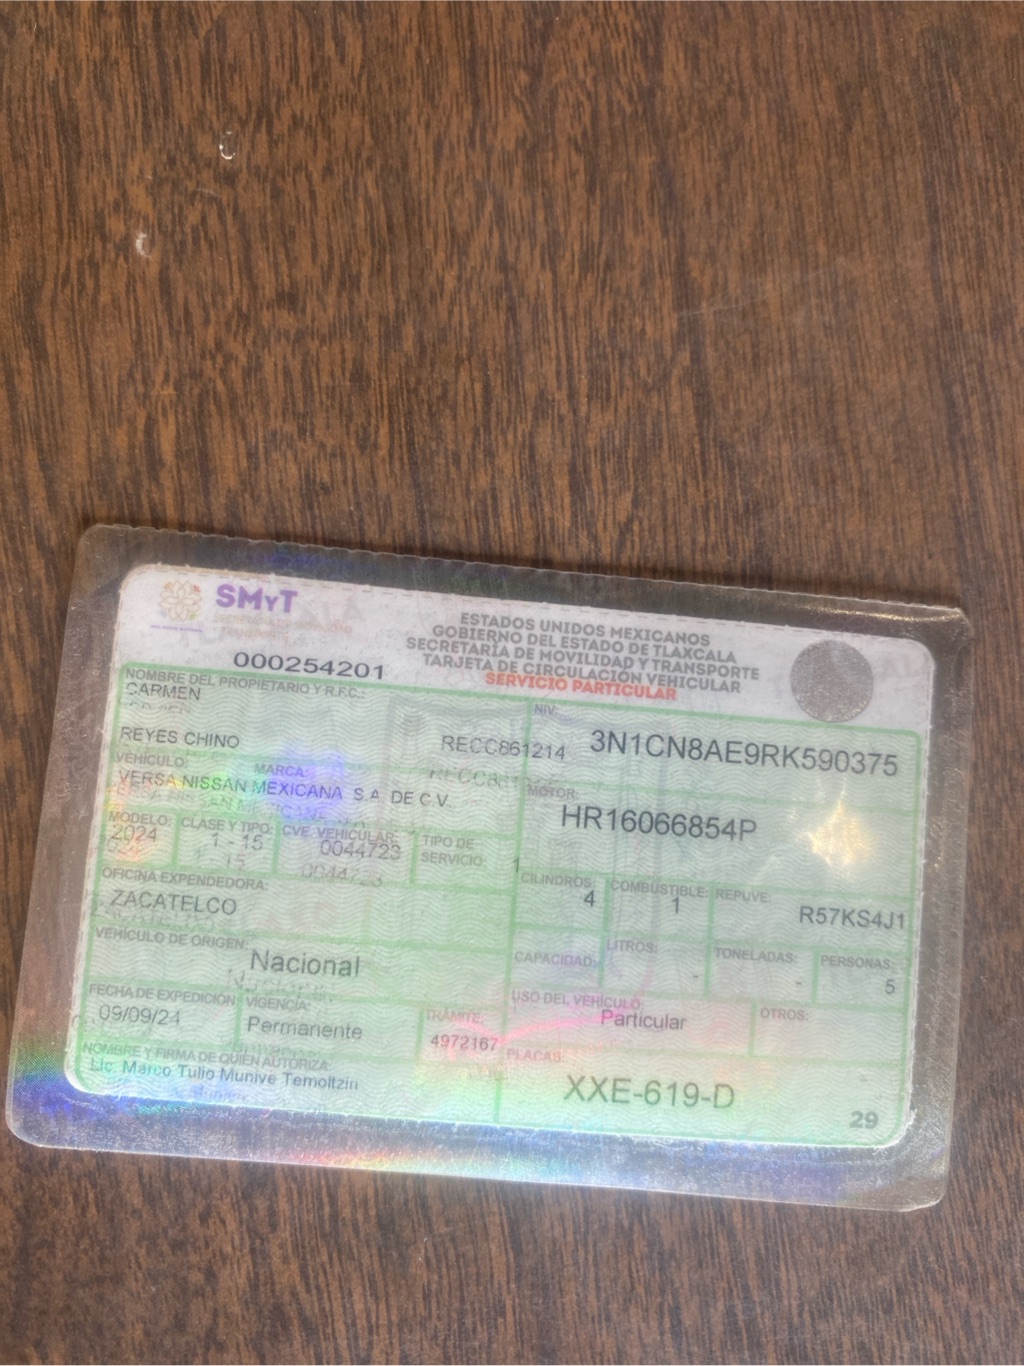 SMyT
ESTADOS UNIDOS MEXICANOS
GOBIERNO DEL ESTADO DE TLAXCALA
SECRETARÍA DE MOVILIDAD Y TRANSPORTE
TARJETA DE CIRCULACIÓN VEHICULAR
SERVICIO PARTICULAR
000254201
NOMBRE DEL PROPIETARIO Y R.F.C.:
CARMEN
REYES CHINO RECC861214
NIV:
3N1CN8AE9RK590375
VEHÍCULO: MARCA:
VERSA NISSAN MEXICANA S.A. DE C.V.
MOTOR:
HR16066854P
MODELO: CLASE Y TIPO: CVE. VEHICULAR: TIPO DE SERVICIO:
2024 1 - 15 0044723 1
CILINDROS: COMBUSTIBLE: REPUVE:
4 1 R57KS4J1
OFICINA EXPENDEDORA:
ZACATELCO
VEHÍCULO DE ORIGEN:
Nacional
CAPACIDAD: LITROS: TONELADAS: PERSONAS:
- - 5
FECHA DE EXPEDICIÓN VIGENCIA: TRÁMITE:
09/09/24 Permanente 4972167
USO DEL VEHÍCULO: OTROS:
Particular
NOMBRE Y FIRMA DE QUIEN AUTORIZA:
Lic. Marco Tulio Munive Temoltzin
PLACAS:
XXE-619-D
29